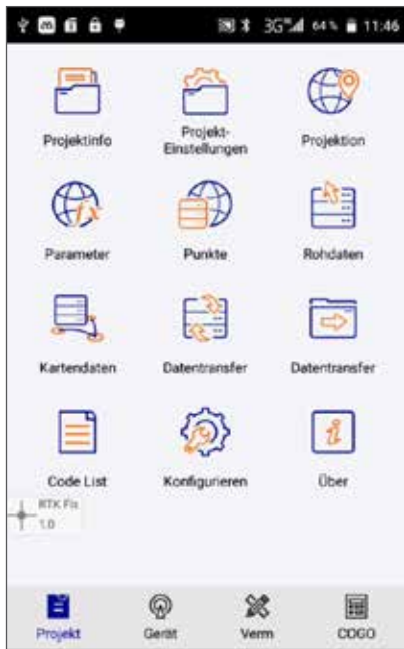 3G 64% 11:46
Projektinfo
Projekt-
Einstellungen
Projektion
Parameter
Punkte
Rohdaten
Kartendaten
Datentransfer
Datentransfer
Code List
Konfigurieren
Über
RTK Fix
1.0
Projekt
Gerät
Verm
COGO